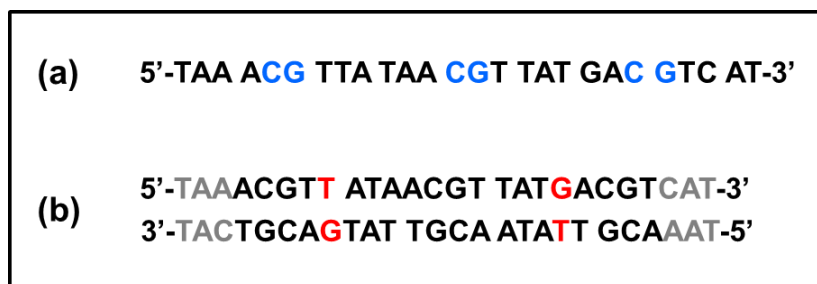 (a) 5’-TAA ACG TTA TAA CGT TAT GAC GTC AT-3’
(b)
5’-TAAACGTT ATAACGT TATGACGTCAT-3’
3’-TACTGCAGTAT TGCA ATATT GCAAAT-5’